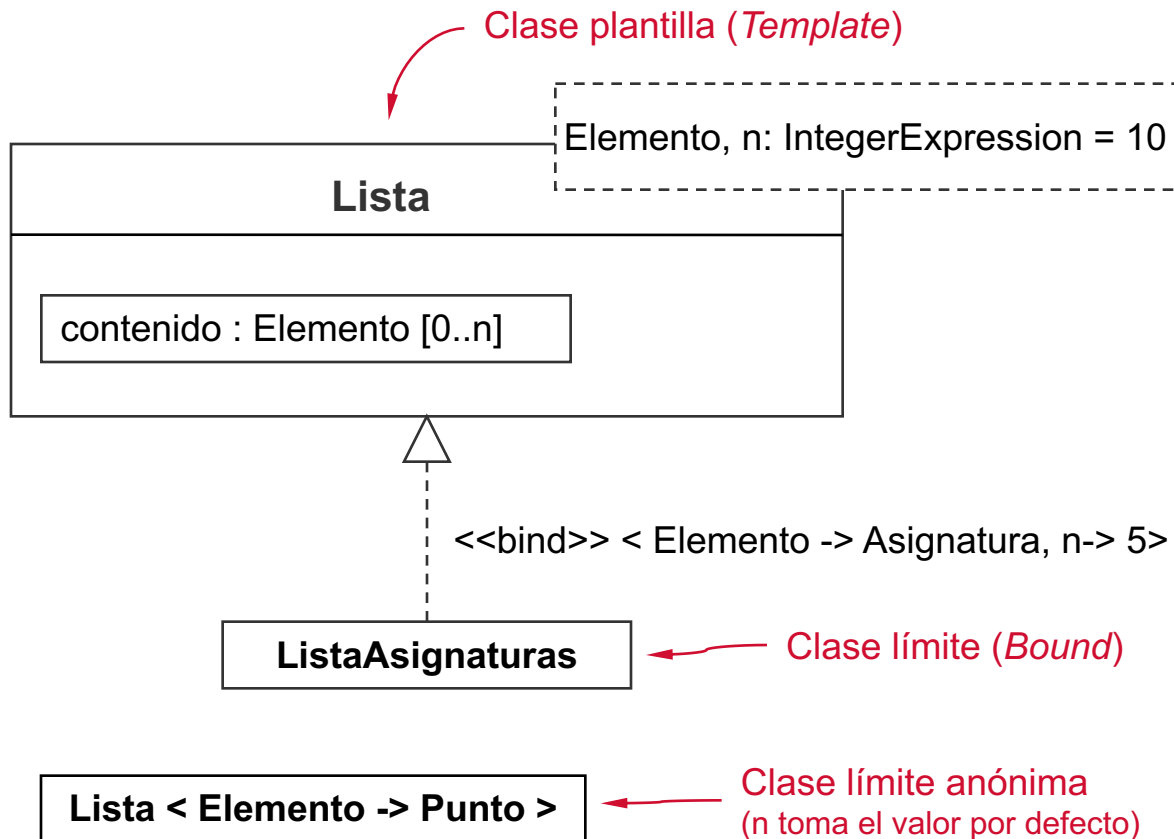 Clase plantilla (Template)
Elemento, n: IntegerExpression = 10
Lista
contenido : Elemento [0..n]
<<bind>> < Elemento -> Asignatura, n-> 5>
ListaAsignaturas
Clase límite (Bound)
Lista < Elemento -> Punto >
Clase límite anónima
(n toma el valor por defecto)